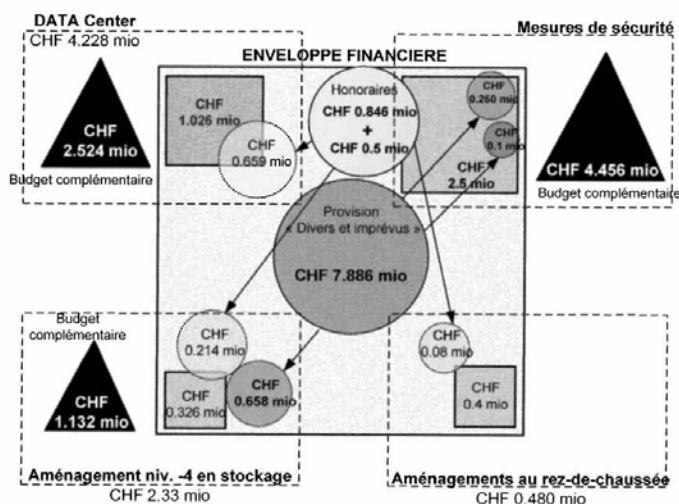 DATA Center
CHF 4.228 mio
Mesures de sécurité
ENVELOPPE FINANCIERE
CHF
2.524 mio
Budget complémentaire
CHF
1.026 mio
CHF
0.659 mio
Honoraires
CHF 0.846 mio
+
CHF 0.5 mio
CHF
0.260 mio
CHF
0.1 mio
CHF
2.5 mio
CHF 4.456 mio
Budget complémentaire
Provision
« Divers et imprévus »
CHF 7.886 mio
Budget
complémentaire
CHF
1.132 mio
CHF
0.214 mio
CHF
0.326 mio
CHF
0.658 mio
CHF
0.08 mio
CHF
0.4 mio
Aménagement niv. -4 en stockage
CHF 2.33 mio
Aménagements au rez-de-chaussée
CHF 0.480 mio